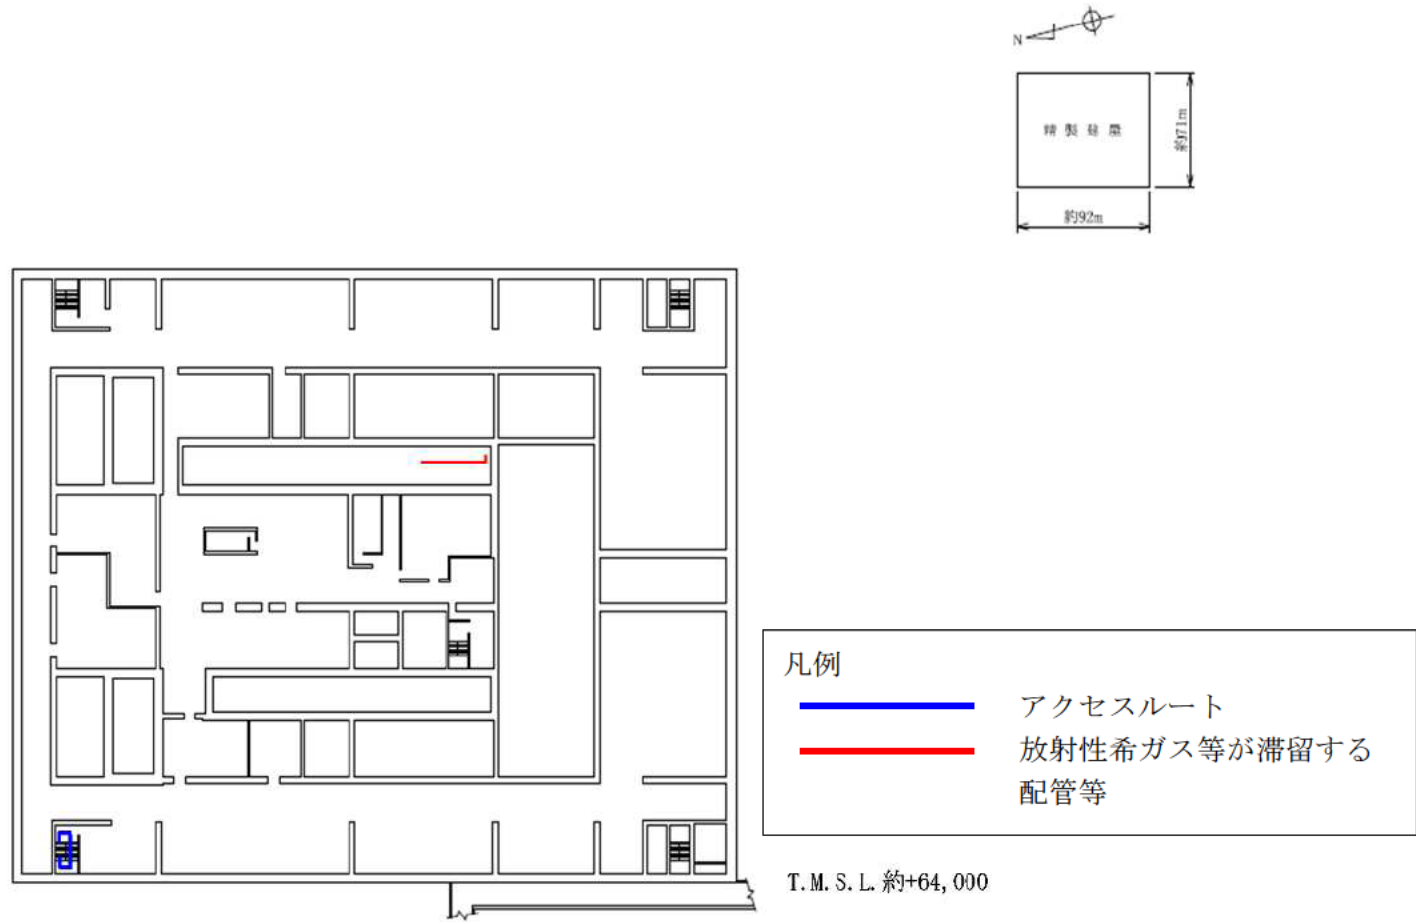 N
精製建屋
約71m
約92m
凡例
アクセスルート
放射性希ガス等が滞留する
配管等
T.M.S.L.約+64,000